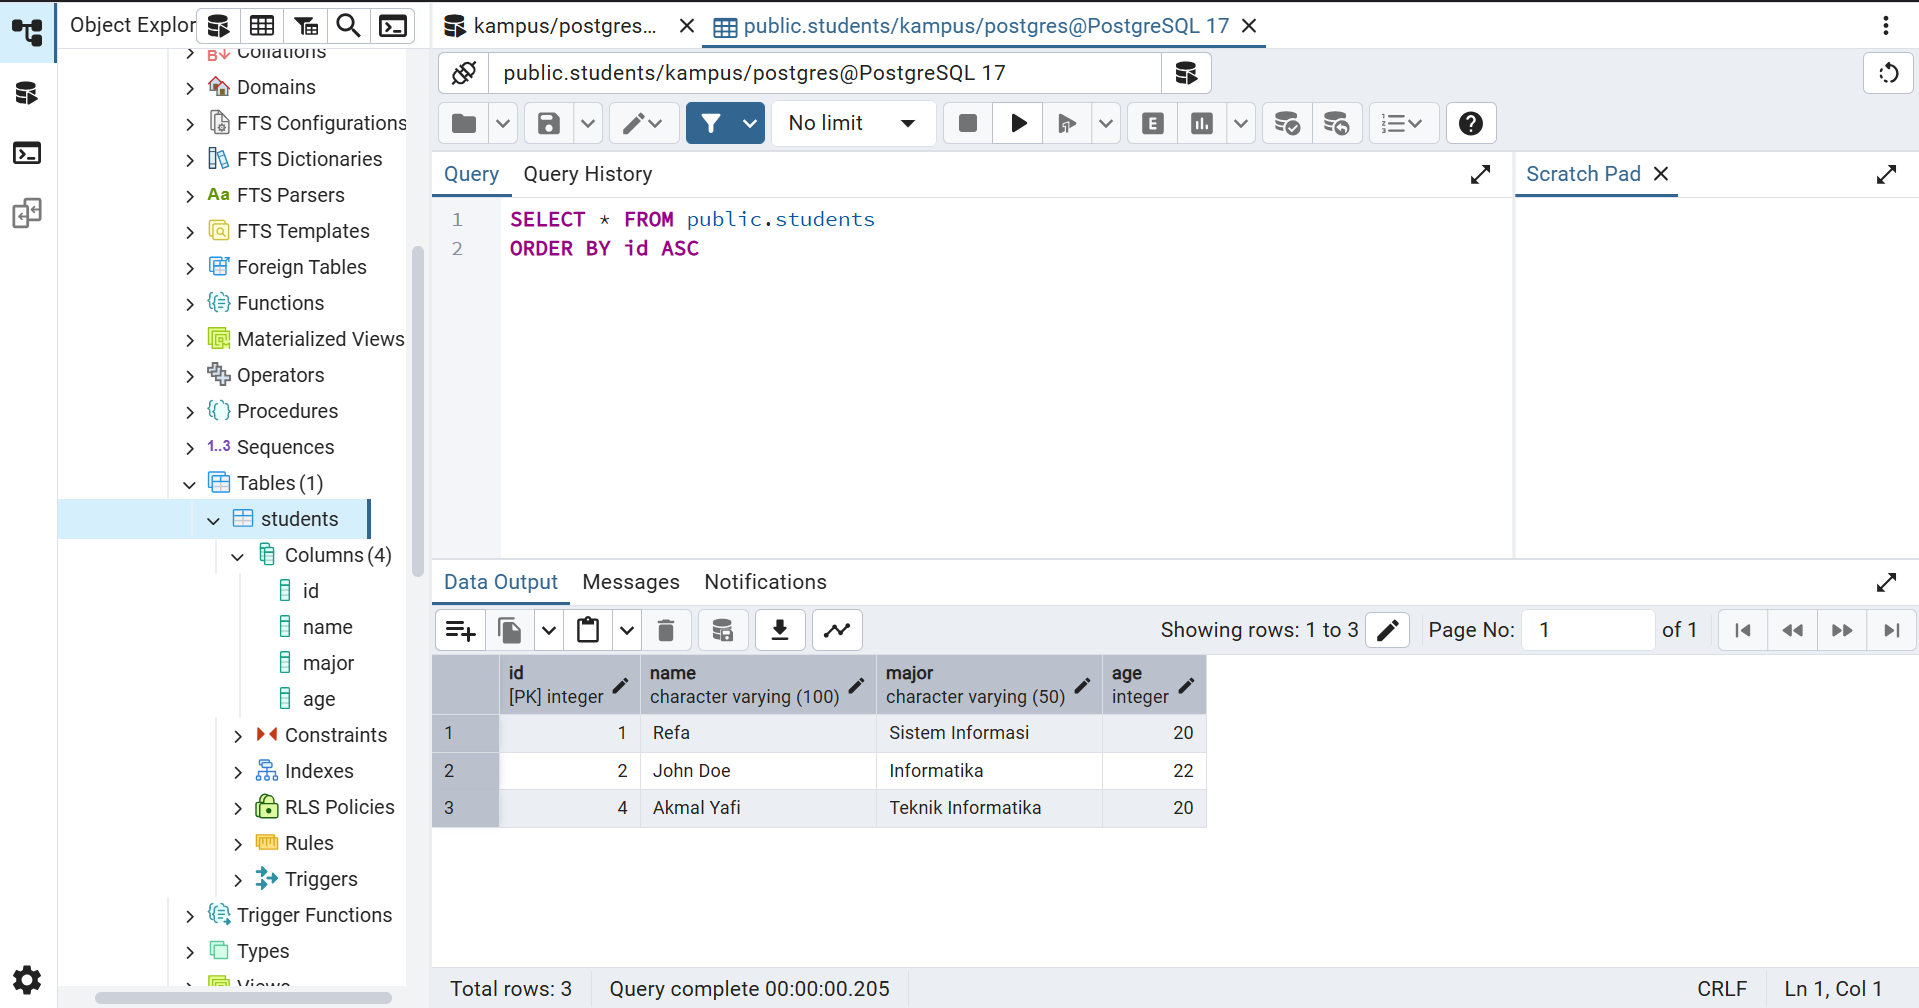 Object Explor
kampus/postgres...
public.students/kampus/postgres@PostgreSQL 17
public.students/kampus/postgres@PostgreSQL 17
No limit
Collations
Domains
FTS Configurations
FTS Dictionaries
Aa FTS Parsers
FTS Templates
Foreign Tables
Functions
Materialized Views
Operators
Procedures
1..3 Sequences
Tables (1)
students
Columns (4)
id
name
major
age
Constraints
Indexes
RLS Policies
Rules
Triggers
Trigger Functions
Types
Views
Query
Query History
Scratch Pad
1 SELECT * FROM public.students
2 ORDER BY id ASC
Data Output
Messages
Notifications
Showing rows: 1 to 3
Page No: 1 of 1
id name major age
[PK] integer character varying (100) character varying (50) integer
1 1 Refa Sistem Informasi 20
2 2 John Doe Informatika 22
3 4 Akmal Yafi Teknik Informatika 20
Total rows: 3
Query complete 00:00:00.205
CRLF
Ln 1, Col 1